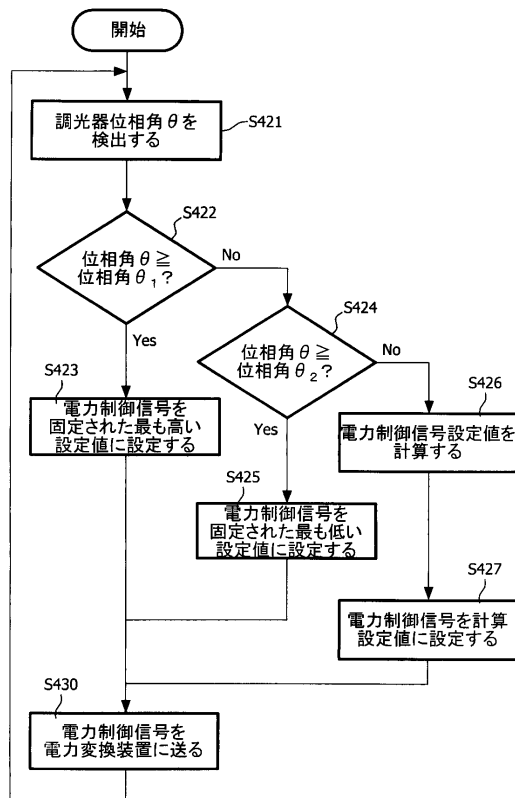 開始
調光器位相角θを
検出する
S421
S422
位相角θ≧
位相角θ1?
No
Yes
S424
位相角θ≧
位相角θ2?
No
Yes
S423
電力制御信号を
固定された最も高い
設定値に設定する
S426
電力制御信号設定値を
計算する
S425
電力制御信号を
固定された最も低い
設定値に設定する
S427
電力制御信号を計算
設定値に設定する
S430
電力制御信号を
電力変換装置に送る